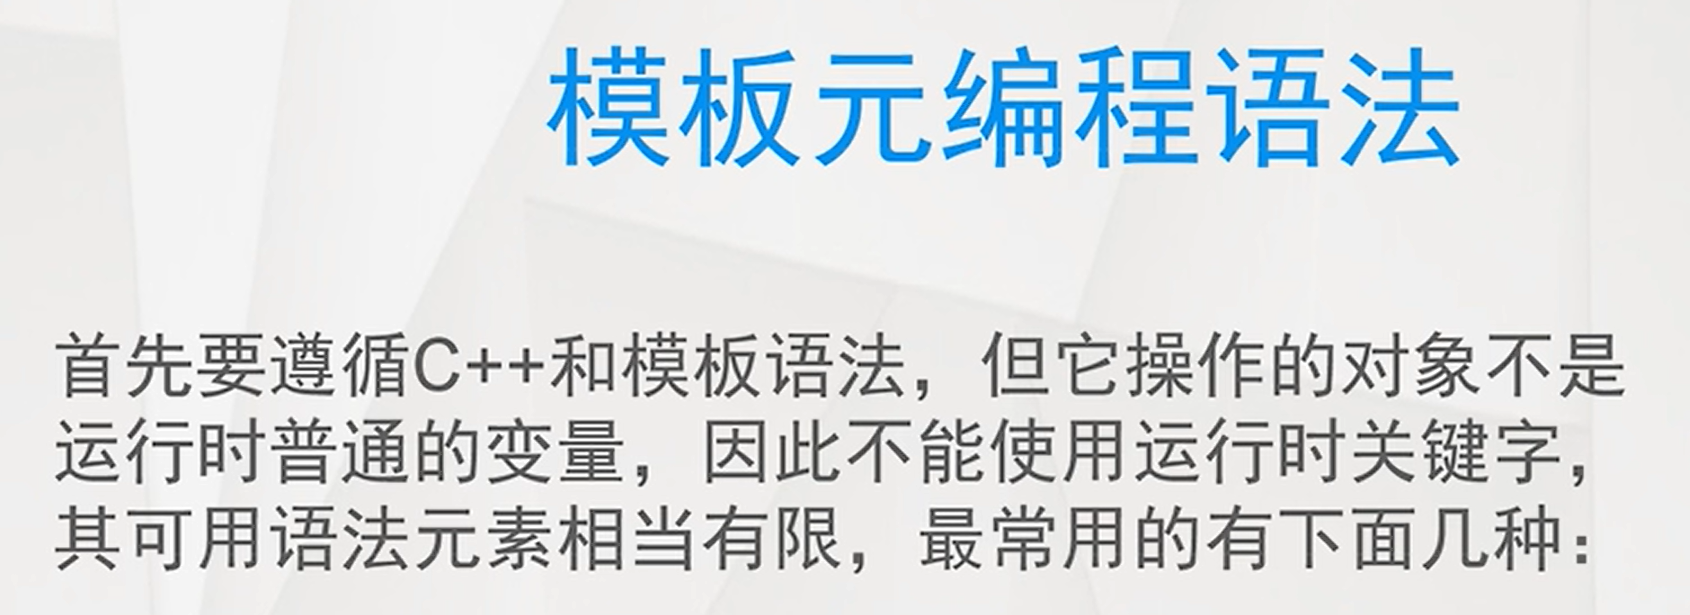 模板元编程语法
首先要遵循C++和模板语法，但它操作的对象不是
运行时普通的变量，因此不能使用运行时关键字，
其可用语法元素相当有限，最常用的有下面几种：